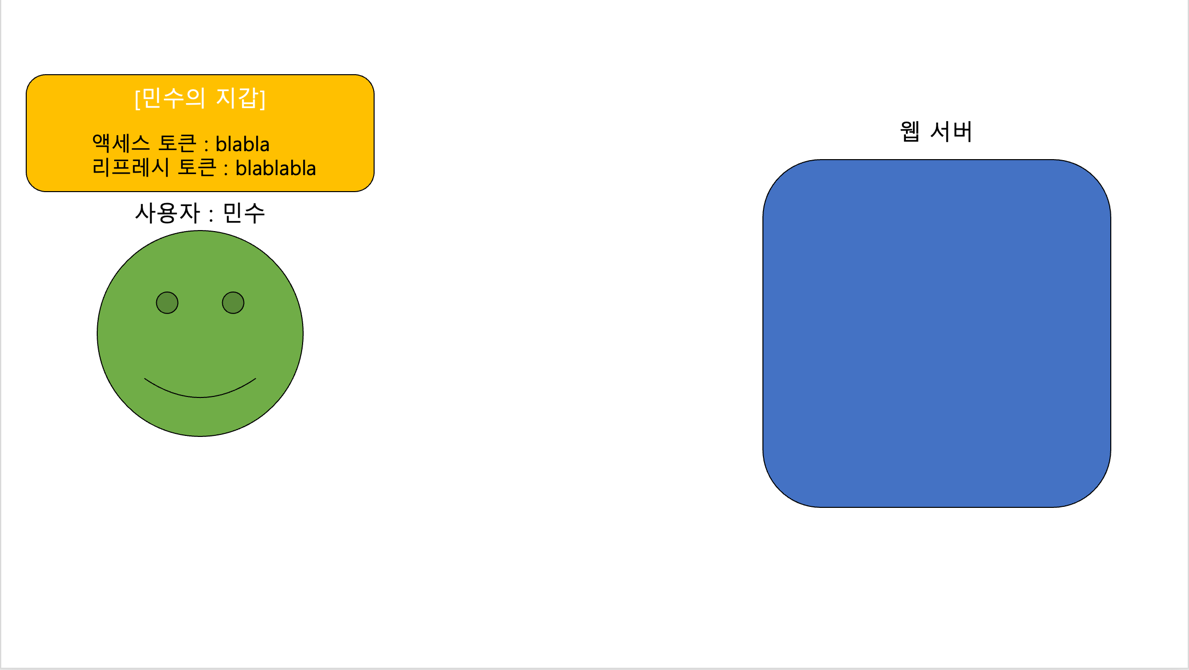 [민수의 지갑]
액세스 토큰 : blabla
리프레시 토큰 : blablabla
사용자 : 민수
웹 서버